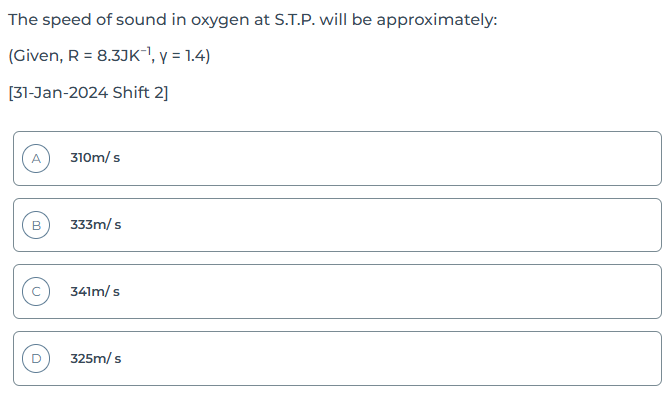 The speed of sound in oxygen at S.T.P. will be approximately:
(Given, R = 8.3JK⁻¹, γ = 1.4)
[31-Jan-2024 Shift 2]
A 310m/ s
B 333m/ s
C 341m/ s
D 325m/ s